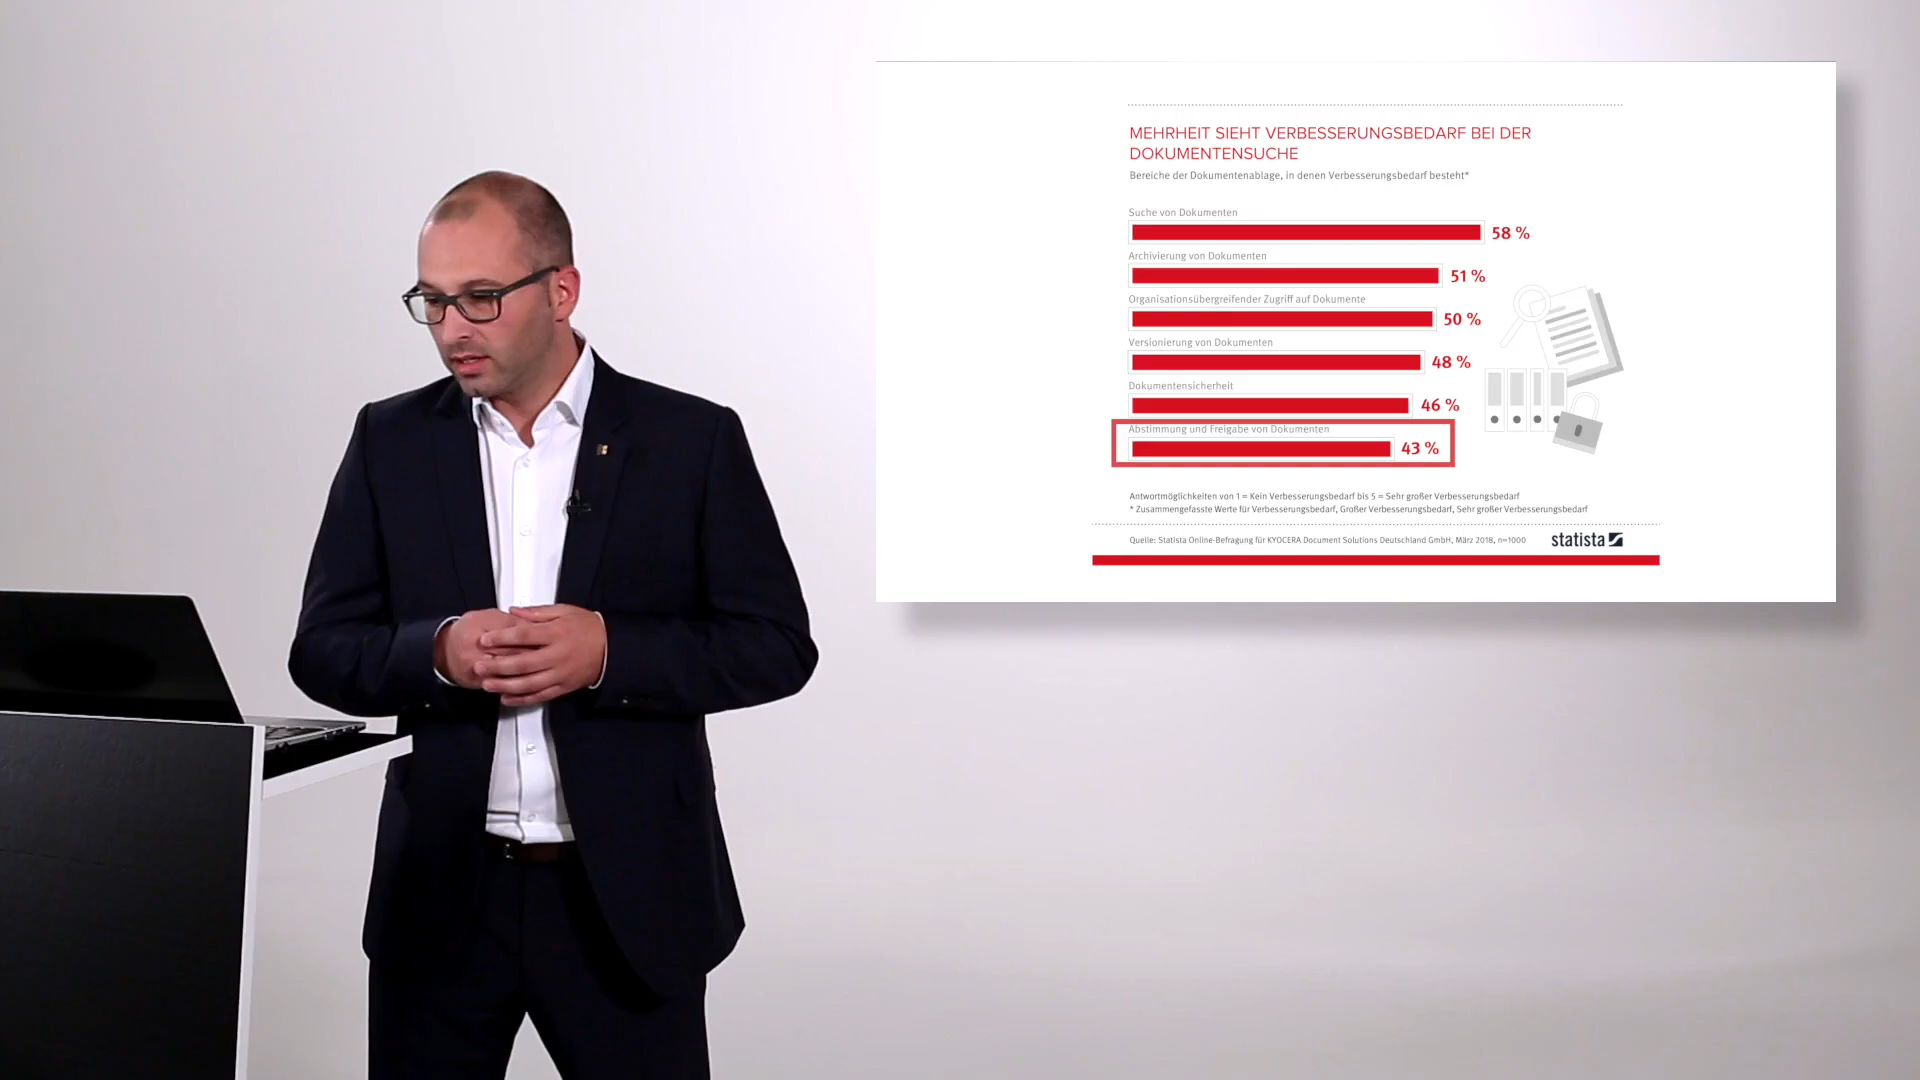 MEHRHEIT SIEHT VERBESSERUNGSBEDARF BEI DER
DOKUMENTENSUCHE
Bereiche der Dokumentenablage, in denen Verbesserungsbedarf besteht*
Suche von Dokumenten
58 %
Archivierung von Dokumenten
51 %
Organisationsübergreifender Zugriff auf Dokumente
50 %
Versionierung von Dokumenten
48 %
Dokumentensicherheit
46 %
Abstimmung und Freigabe von Dokumenten
43 %
Antwortmöglichkeiten von 1 = Kein Verbesserungsbedarf bis 5 = Sehr großer Verbesserungsbedarf
* Zusammengefasste Werte für Verbesserungsbedarf, Großer Verbesserungsbedarf, Sehr großer Verbesserungsbedarf
Quelle: Statista Online-Befragung für KYOCERA Document Solutions Deutschland GmbH, März 2018, n=1000
statista